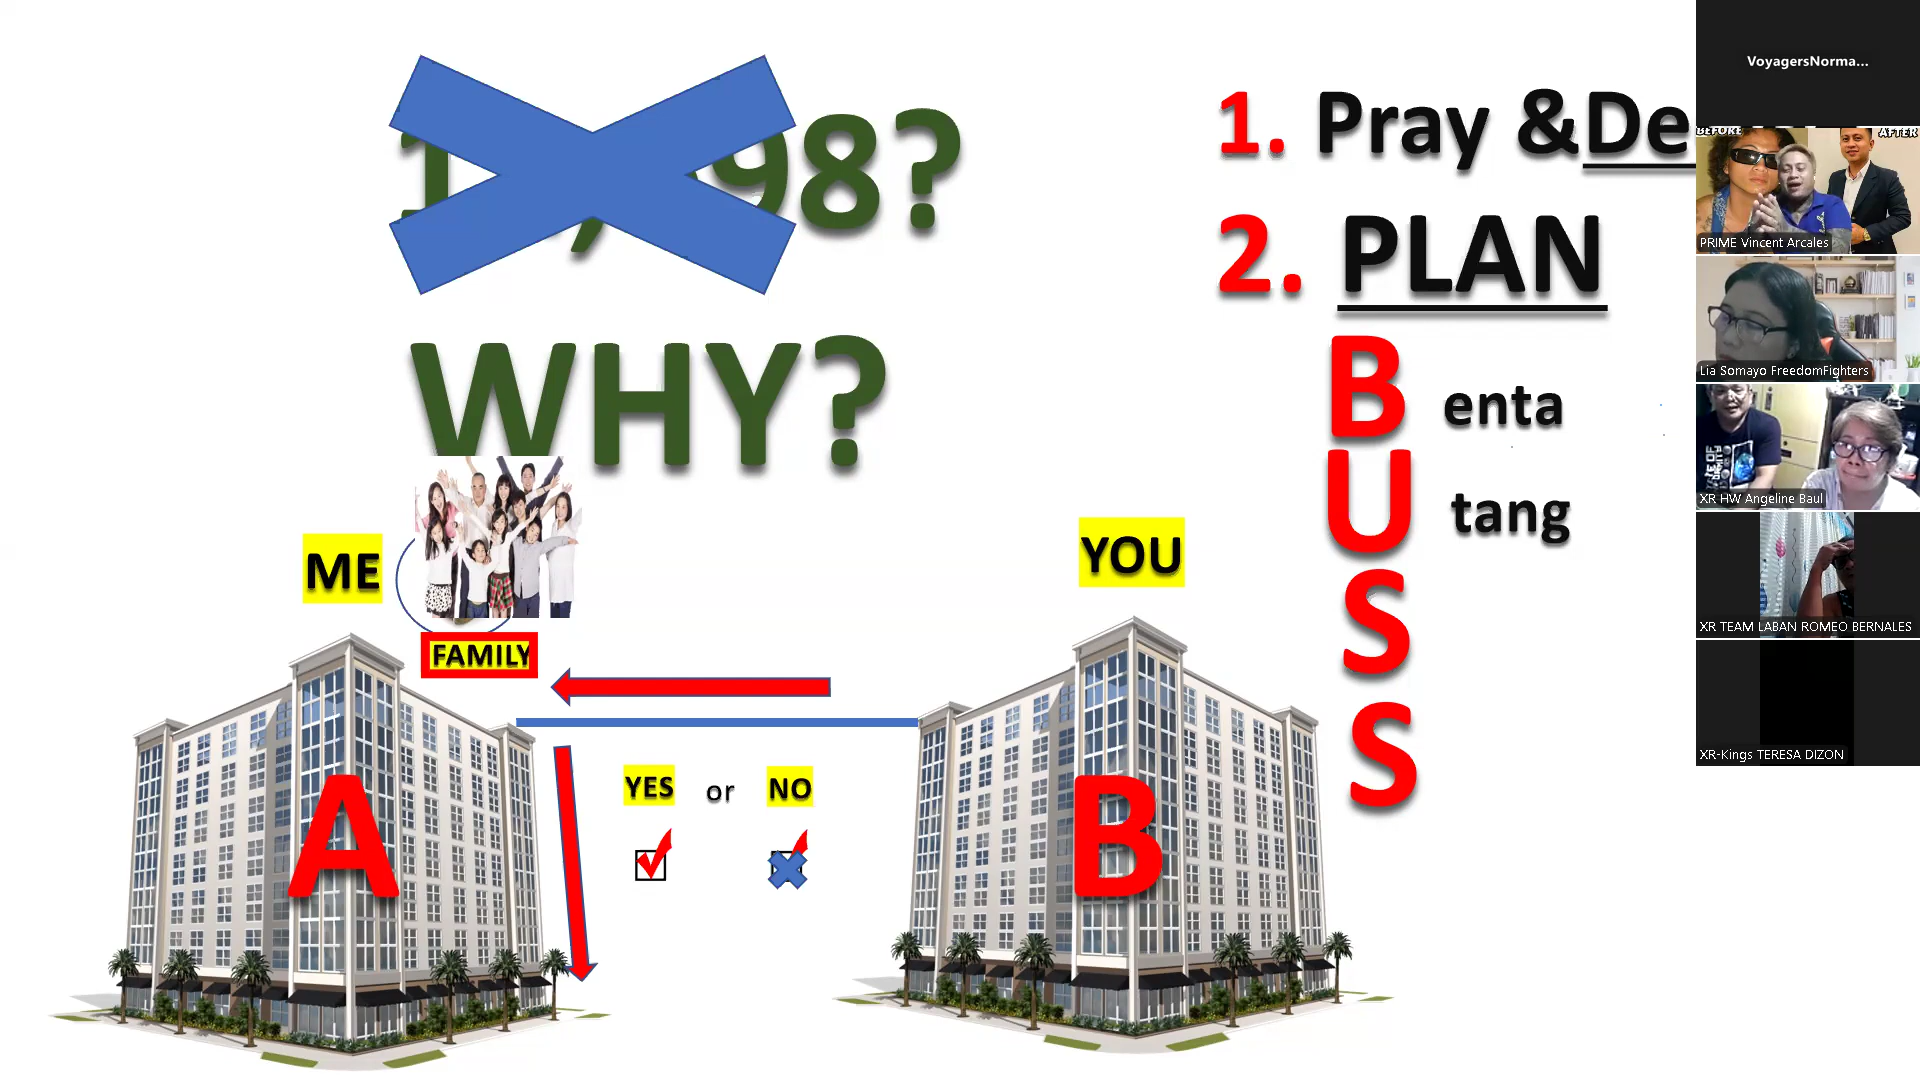 98?
WHY?
ME
FAMILY
YOU
YES or NO
A
B
1. Pray &De
2. PLAN
B enta
U tang
S
S
VoyagersNorma...
BEFORE
AFTER
PRIME Vincent Arcales
Lia Somayo FreedomFighters
XR HW Angeline Baul
XR TEAM LABAN ROMEO BERNALES
XR-Kings TERESA DIZON